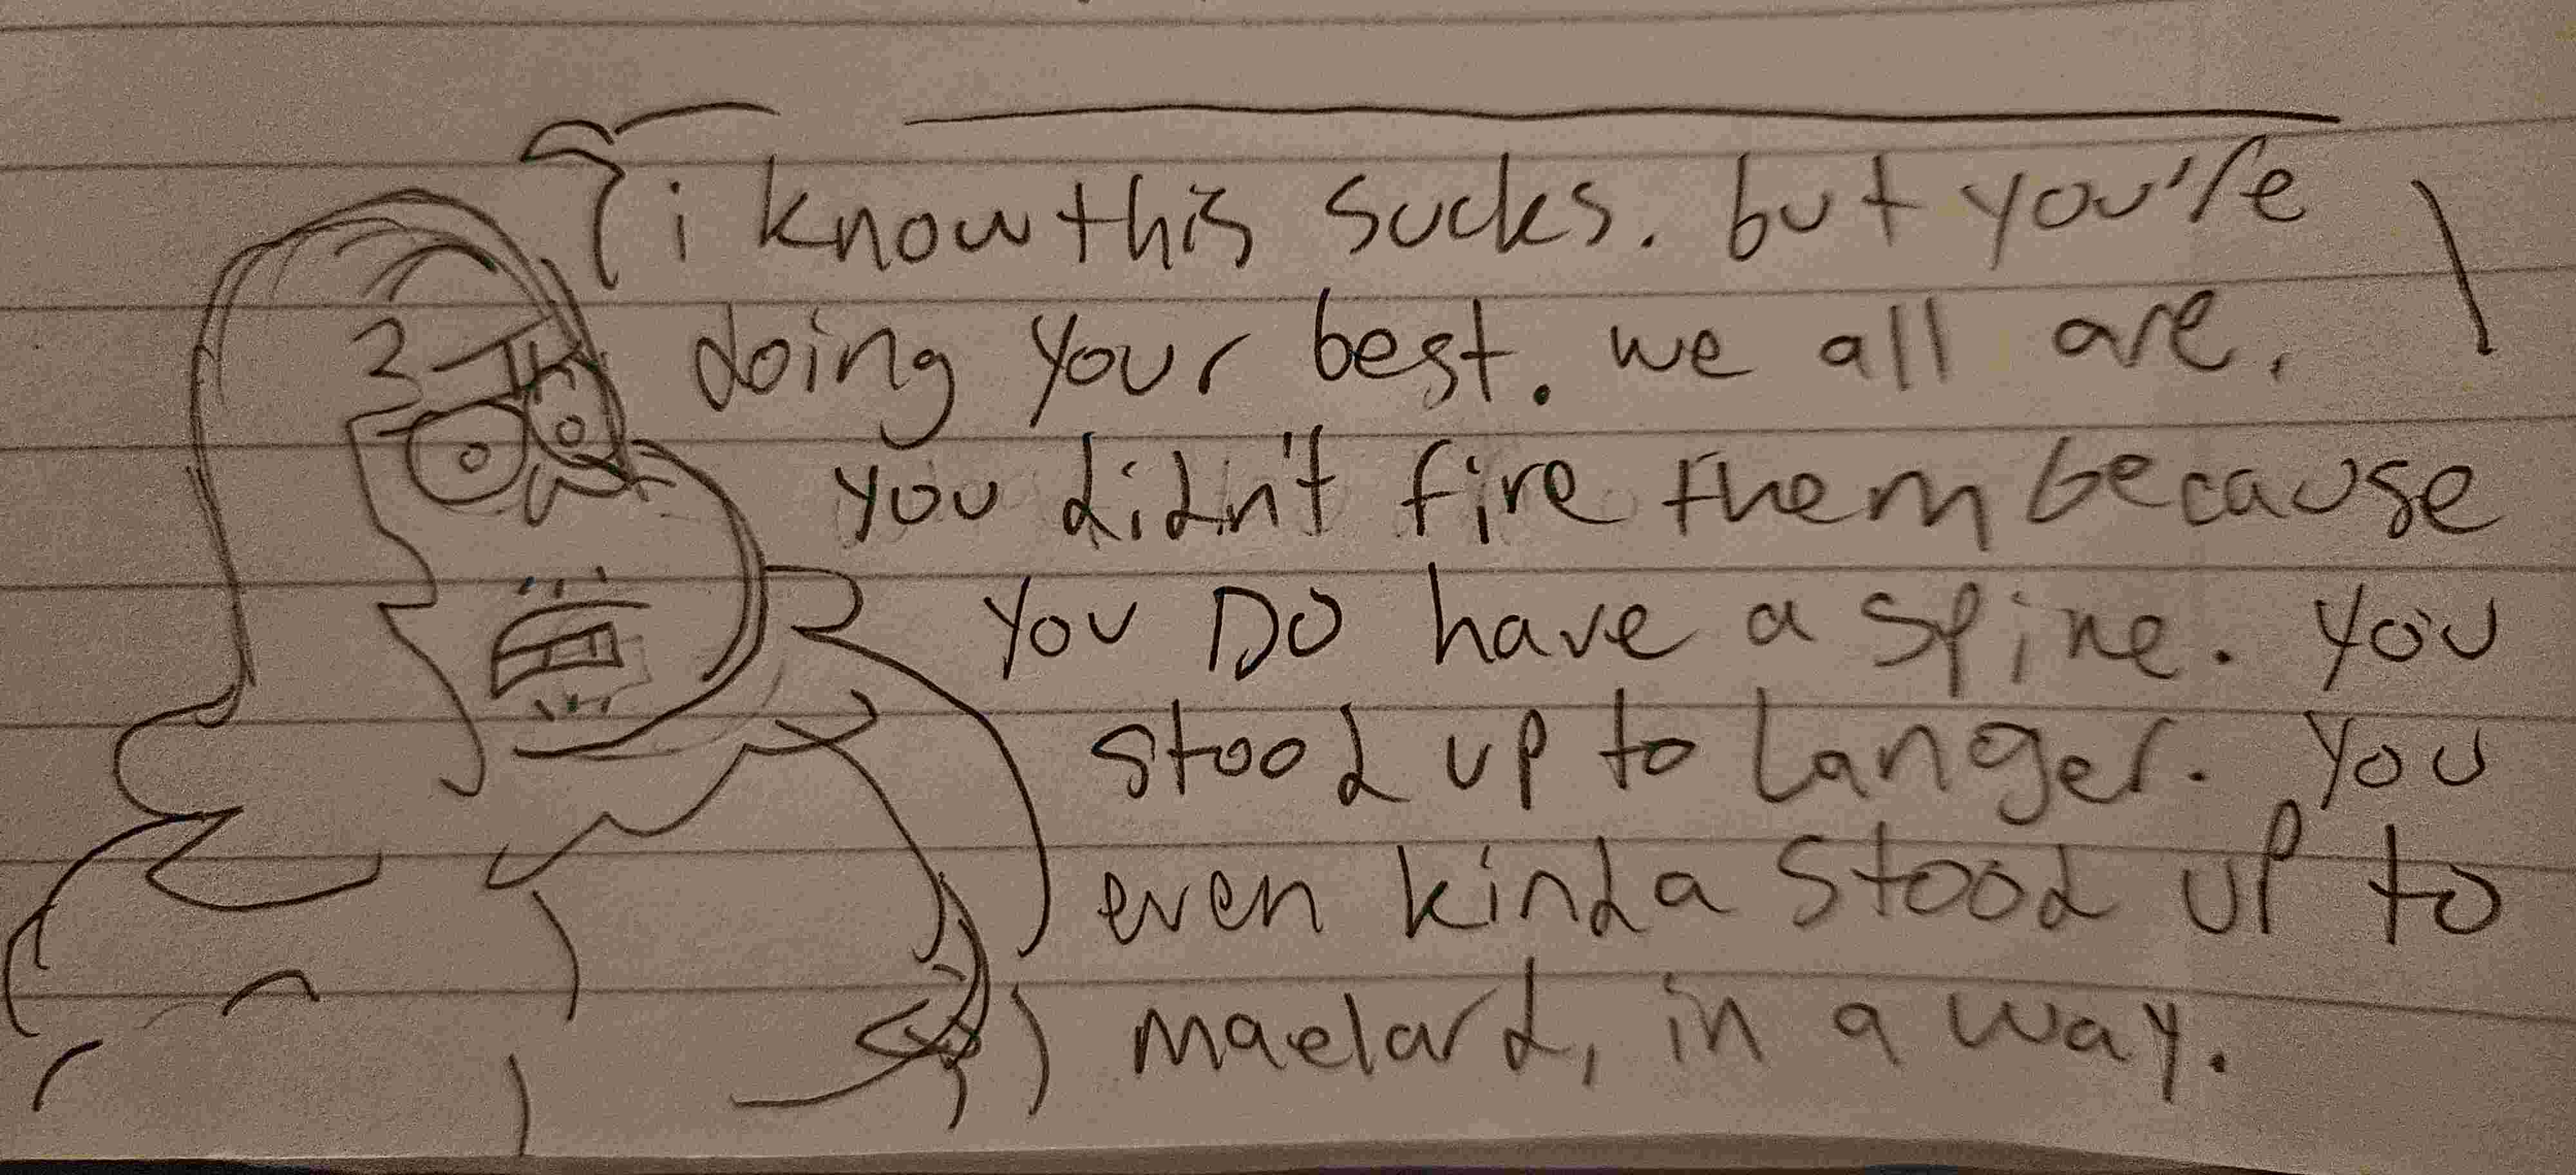 i know this sucks. but you're
doing your best. we all are.
you didn't fire them because
you DO have a spine. you
stood up to Langer. you
even kinda stood up to
maelard, in a way.